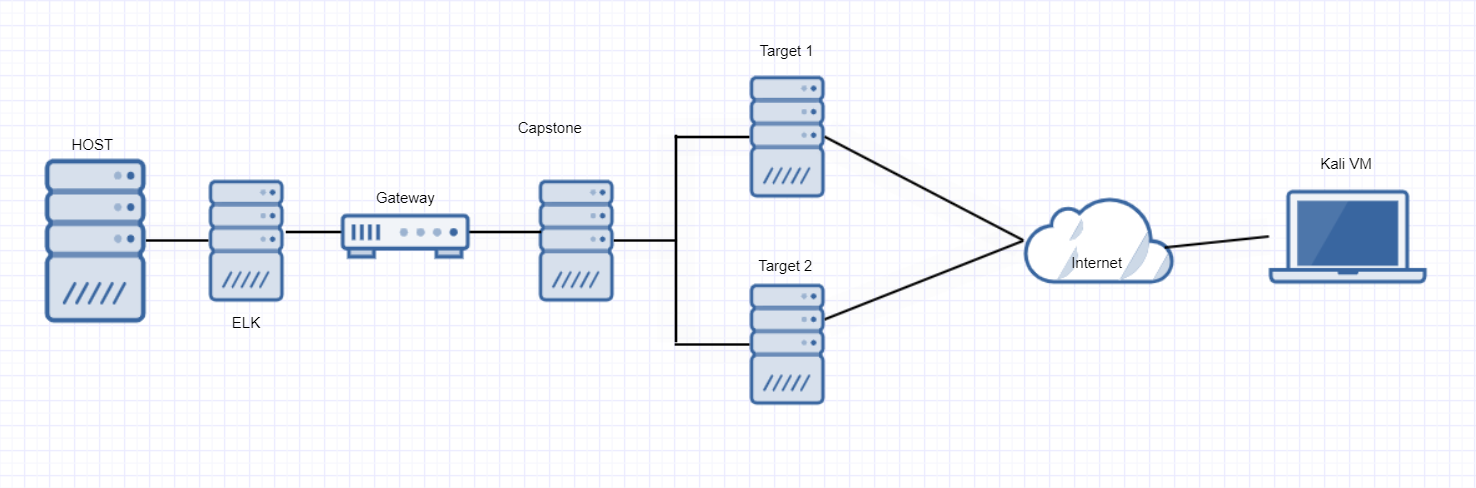 HOST
ELK
Gateway
Capstone
Target 1
Target 2
Internet
Kali VM